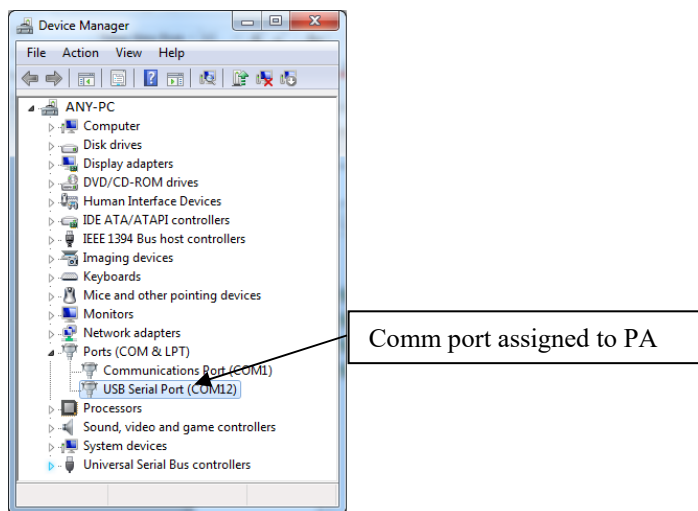 Device Manager
File Action View Help
ANY-PC
Computer
Disk drives
Display adapters
DVD/CD-ROM drives
Human Interface Devices
IDE ATA/ATAPI controllers
IEEE 1394 Bus host controllers
Imaging devices
Keyboards
Mice and other pointing devices
Monitors
Network adapters
Ports (COM & LPT)
Communications Port (COM1)
USB Serial Port (COM12)
Processors
Sound, video and game controllers
System devices
Universal Serial Bus controllers
Comm port assigned to PA